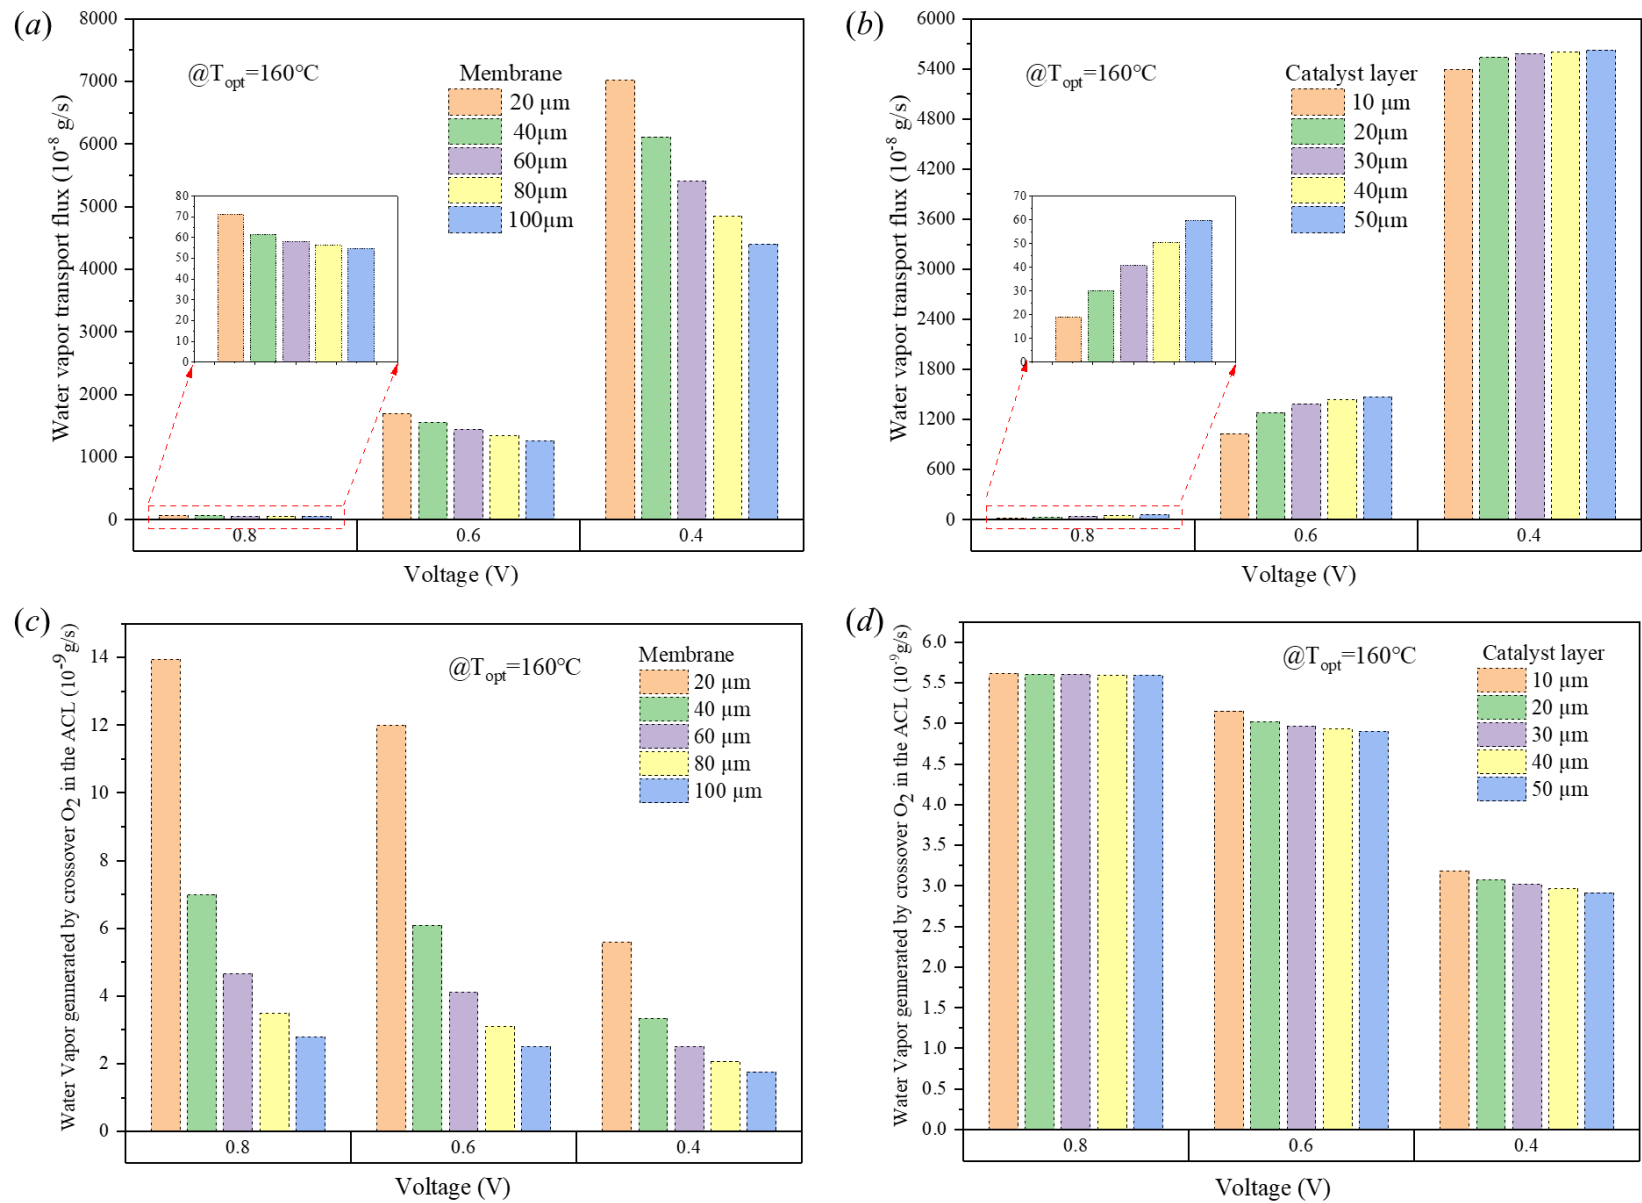 (a)
Water vapor transport flux (10-8 g/s)
8000
7000
6000
5000
4000
3000
2000
1000
0
@Topt=160℃
Membrane
20 μm
40μm
60μm
80μm
100μm
80
70
60
50
40
30
20
10
0
0.8
0.6
0.4
Voltage (V)
(b)
Water vapor transport flux (10-8 g/s)
6000
5400
4800
4200
3600
3000
2400
1800
1200
600
0
@Topt=160℃
Catalyst layer
10 μm
20μm
30μm
40μm
50μm
70
60
50
40
30
20
10
0
0.8
0.6
0.4
Voltage (V)
(c)
Water Vapor gennerated by crossover O2 in the ACL (10-9g/s)
14
12
10
8
6
4
2
0
@Topt=160℃
Membrane
20 μm
40 μm
60 μm
80 μm
100 μm
0.8
0.6
0.4
Voltage (V)
(d)
Water Vapor gennerated by crossover O2 in the ACL (10-9g/s)
6.0
5.5
5.0
4.5
4.0
3.5
3.0
2.5
2.0
1.5
1.0
0.5
0.0
@Topt=160℃
Catalyst layer
10 μm
20 μm
30 μm
40 μm
50 μm
0.8
0.6
0.4
Voltage (V)